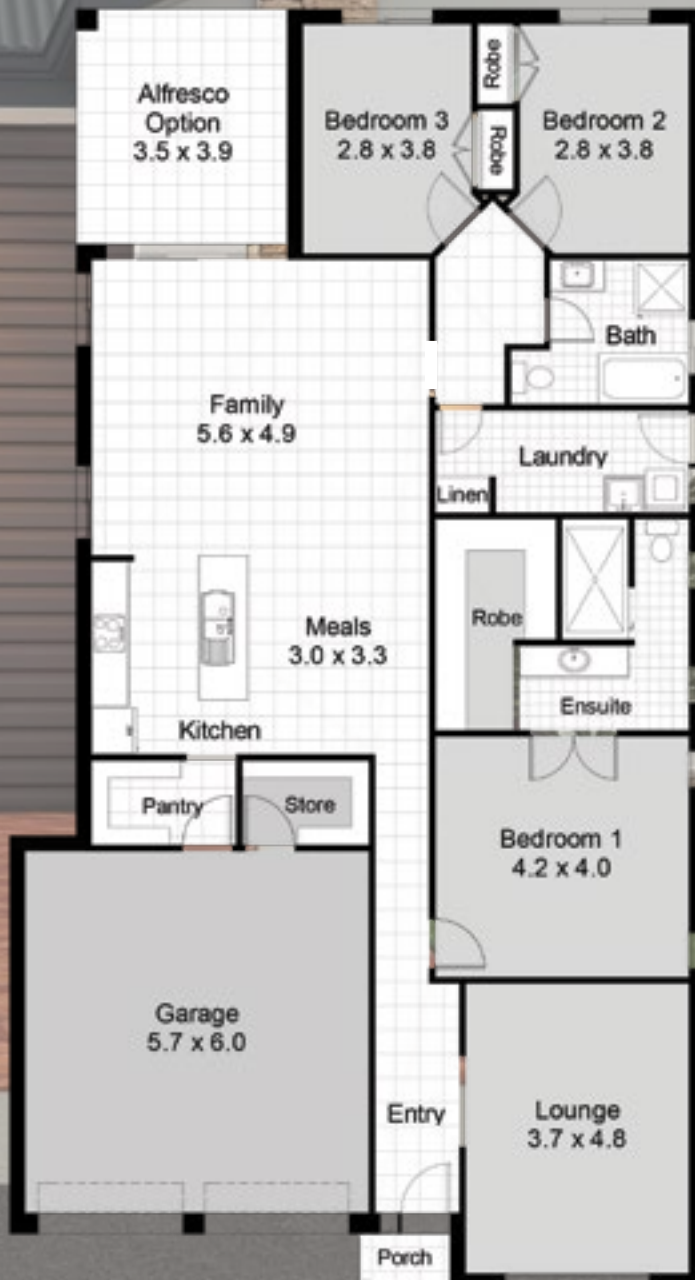 Alfresco
Option
3.5 x 3.9
Bedroom 3
2.8 x 3.8
Robe
Robe
Bedroom 2
2.8 x 3.8
Bath
Family
5.6 x 4.9
Laundry
Linen
Robe
Meals
3.0 x 3.3
Ensuite
Kitchen
Pantry
Store
Bedroom 1
4.2 x 4.0
Garage
5.7 x 6.0
Entry
Lounge
3.7 x 4.8
Porch